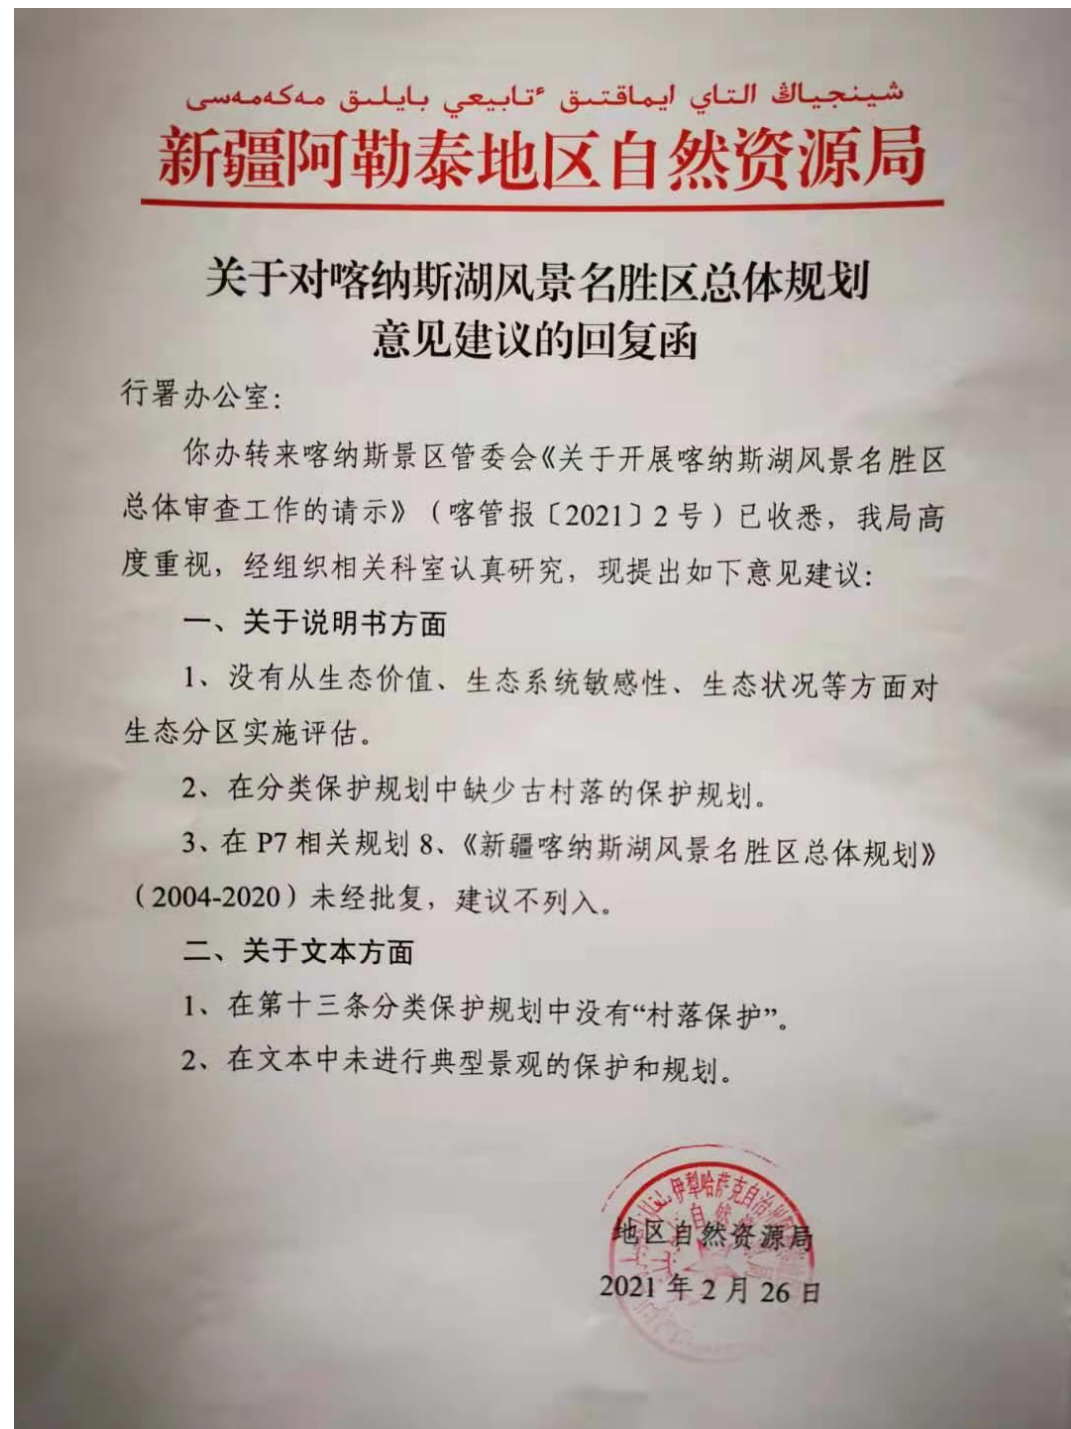 شينجياڭ التاي ايماقتىق ٴتابيعي بايلىق مەكەمەسى
新疆阿勒泰地区自然资源局
关于对喀纳斯湖风景名胜区总体规划
意见建议的回复函
行署办公室：
你办转来喀纳斯景区管委会《关于开展喀纳斯湖风景名胜区
总体审查工作的请示》（喀管报〔2021〕2号）已收悉，我局高
度重视，经组织相关科室认真研究，现提出如下意见建议：
一、关于说明书方面
1、没有从生态价值、生态系统敏感性、生态状况等方面对
生态分区实施评估。
2、在分类保护规划中缺少古村落的保护规划。
3、在P7相关规划8、《新疆喀纳斯湖风景名胜区总体规划》
（2004-2020）未经批复，建议不列入。
二、关于文本方面
1、在第十三条分类保护规划中没有“村落保护”。
2、在文本中未进行典型景观的保护和规划。
伊犁哈萨克自治州
自然
地区自然资源局
2021年2月26日